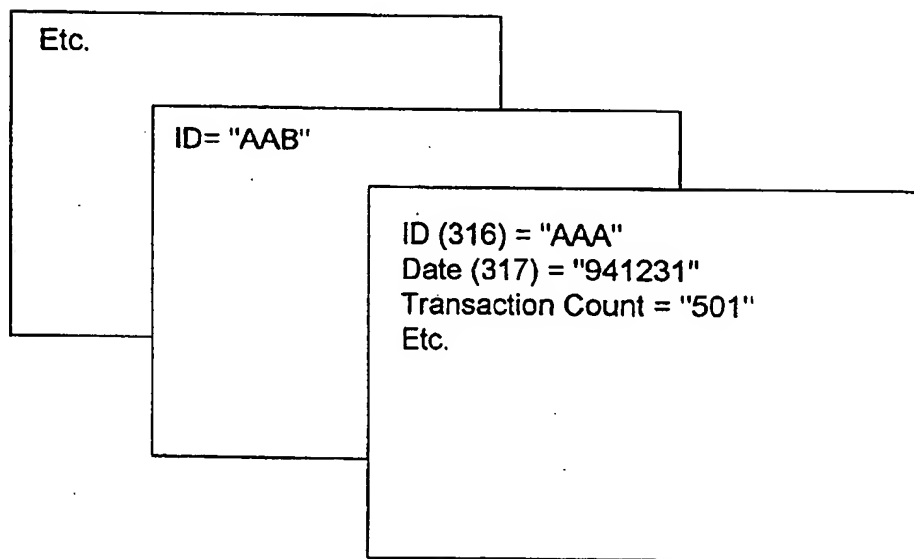 Etc.
ID= "AAB"
ID (316) = "AAA"
Date (317) = "941231"
Transaction Count = "501"
Etc.